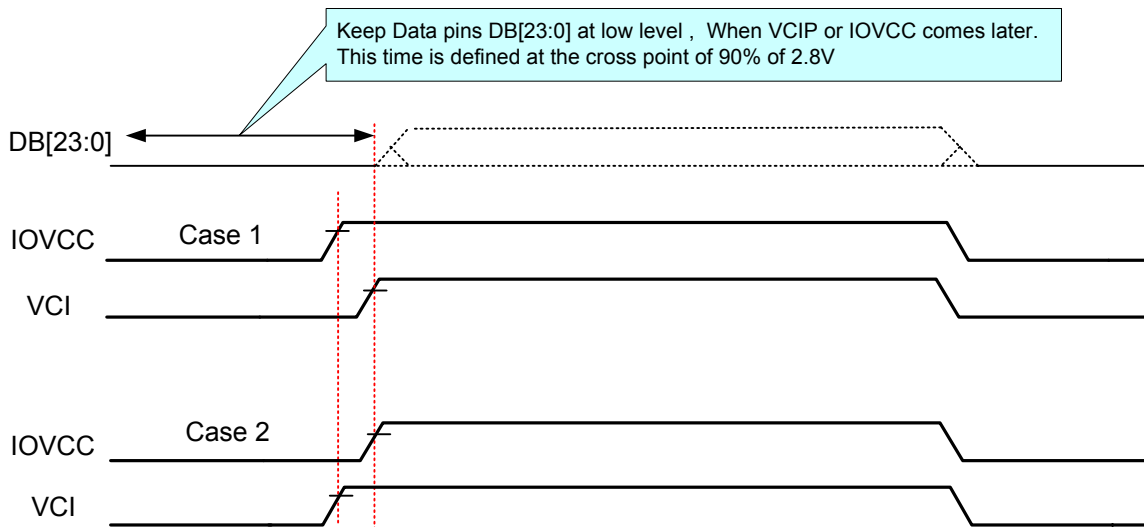 Keep Data pins DB[23:0] at low level , When VCIP or IOVCC comes later.
This time is defined at the cross point of 90% of 2.8V
DB[23:0]
IOVCC
Case 1
VCI
IOVCC
Case 2
VCI